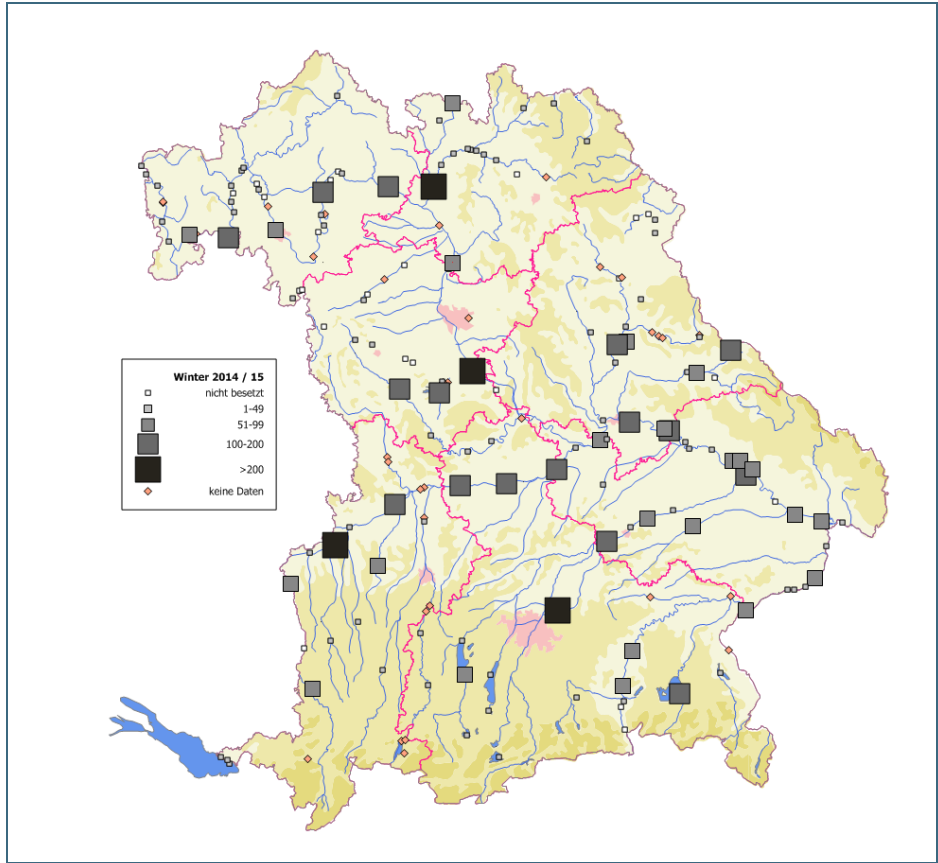 Winter 2014 / 15
nicht besetzt
1-49
51-99
100-200
>200
keine Daten